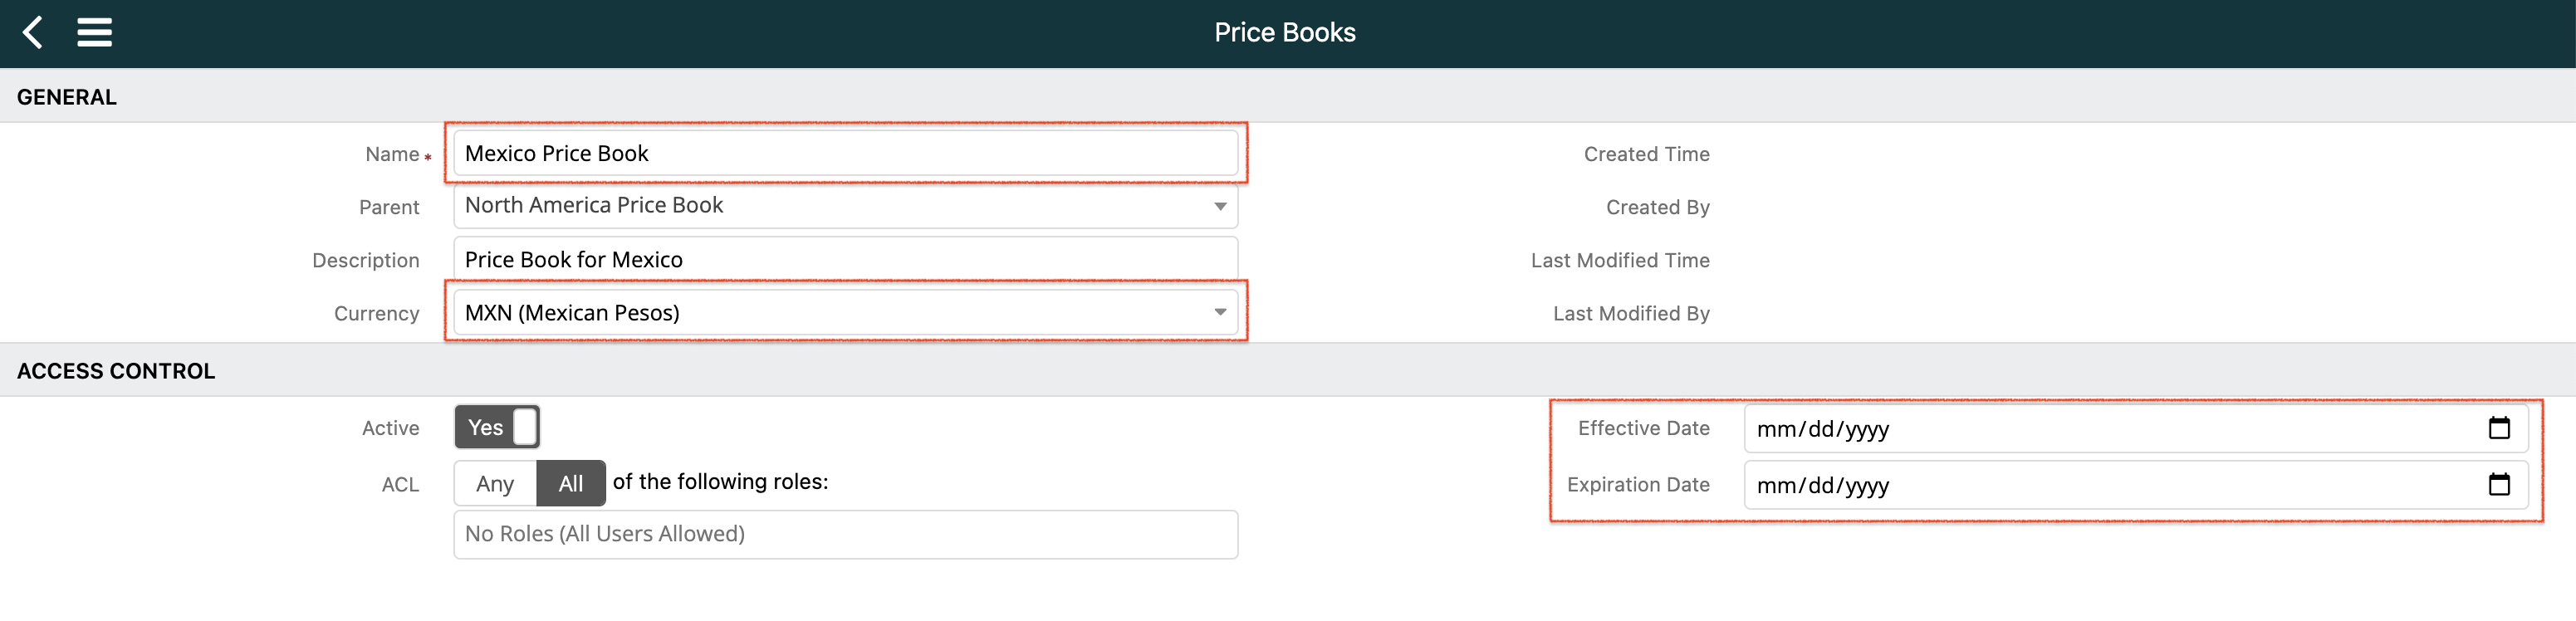 Price Books
GENERAL
Name * Mexico Price Book
Created Time
Parent North America Price Book
Created By
Description Price Book for Mexico
Last Modified Time
Currency MXN (Mexican Pesos)
Last Modified By
ACCESS CONTROL
Active Yes
Effective Date mm/dd/yyyy
ACL Any All of the following roles:
Expiration Date mm/dd/yyyy
No Roles (All Users Allowed)